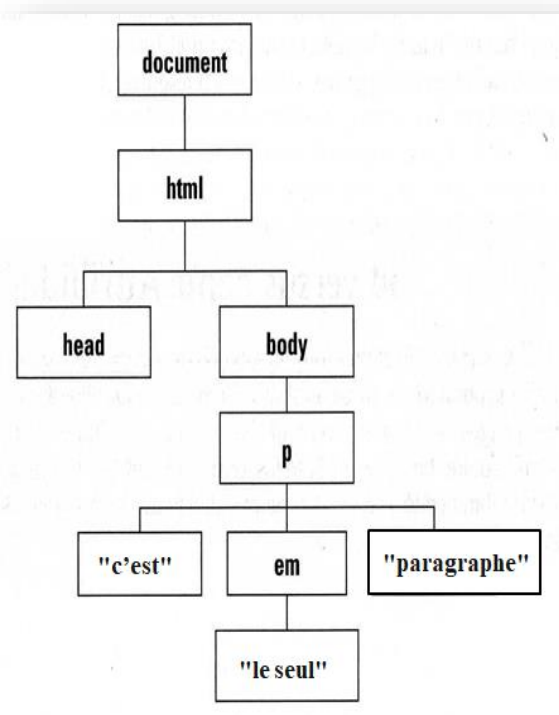 document
html
head body
p
"c’est" em "paragraphe"
"le seul"